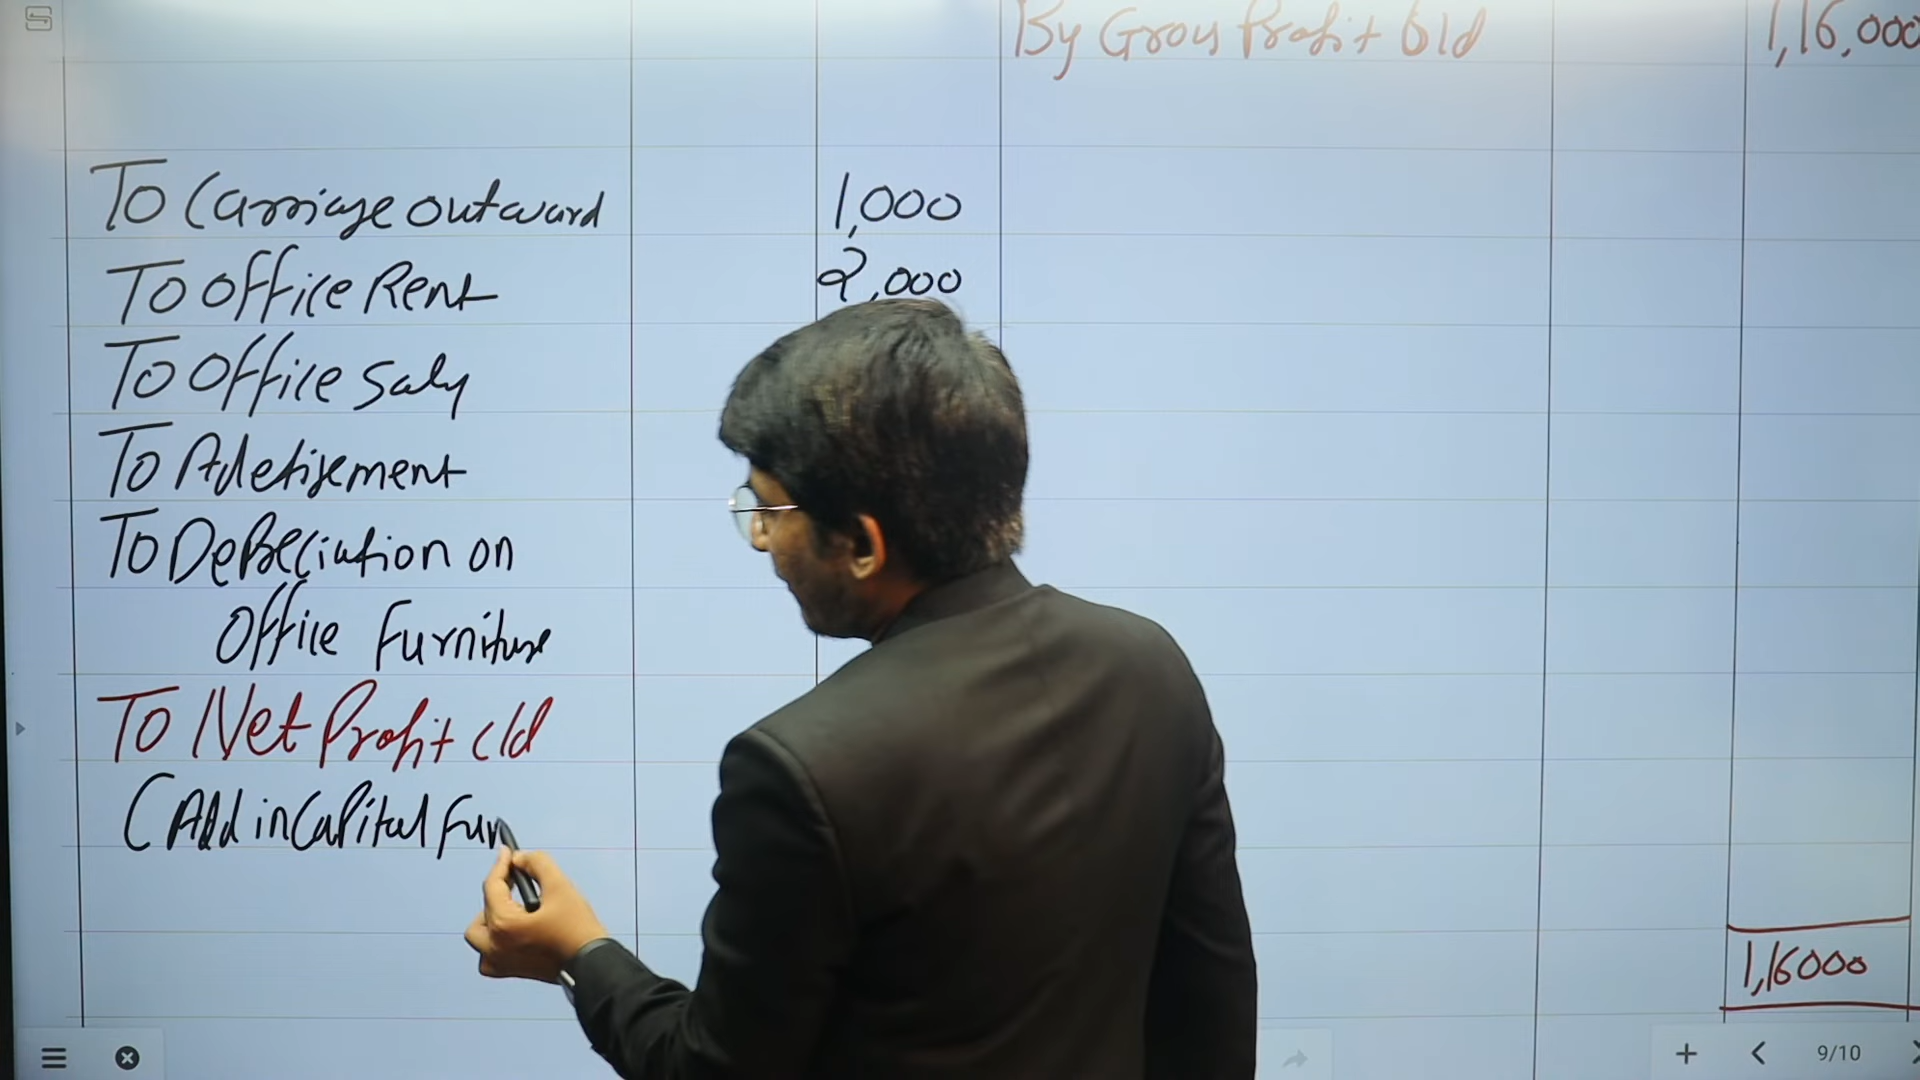 By Gross Profit b/d 1,16,000
To Carriage outward 1,000
To Office Rent 2,000
To Office Saly
To Adetisement
To Depreciation on
Office Furniture
To Net Profit c/d
(Add in Capital Fun
1,16000
9/10